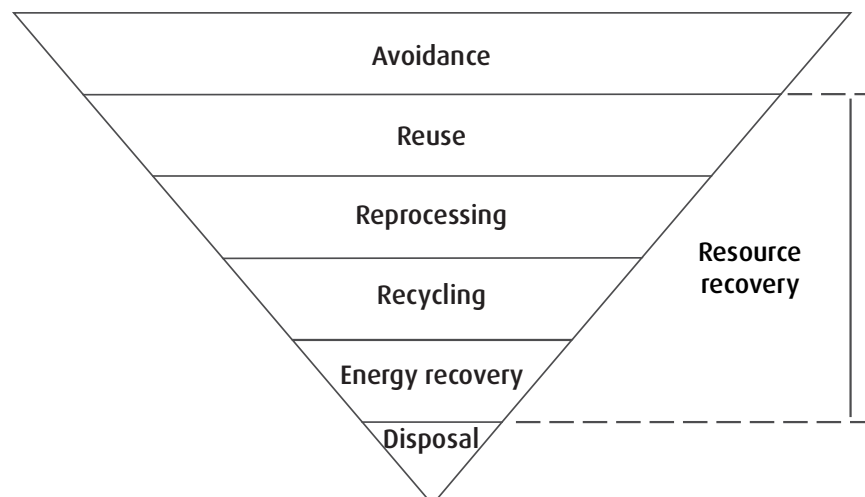 Avoidance
Reuse
Reprocessing
Recycling
Energy recovery
Disposal
Resource
recovery